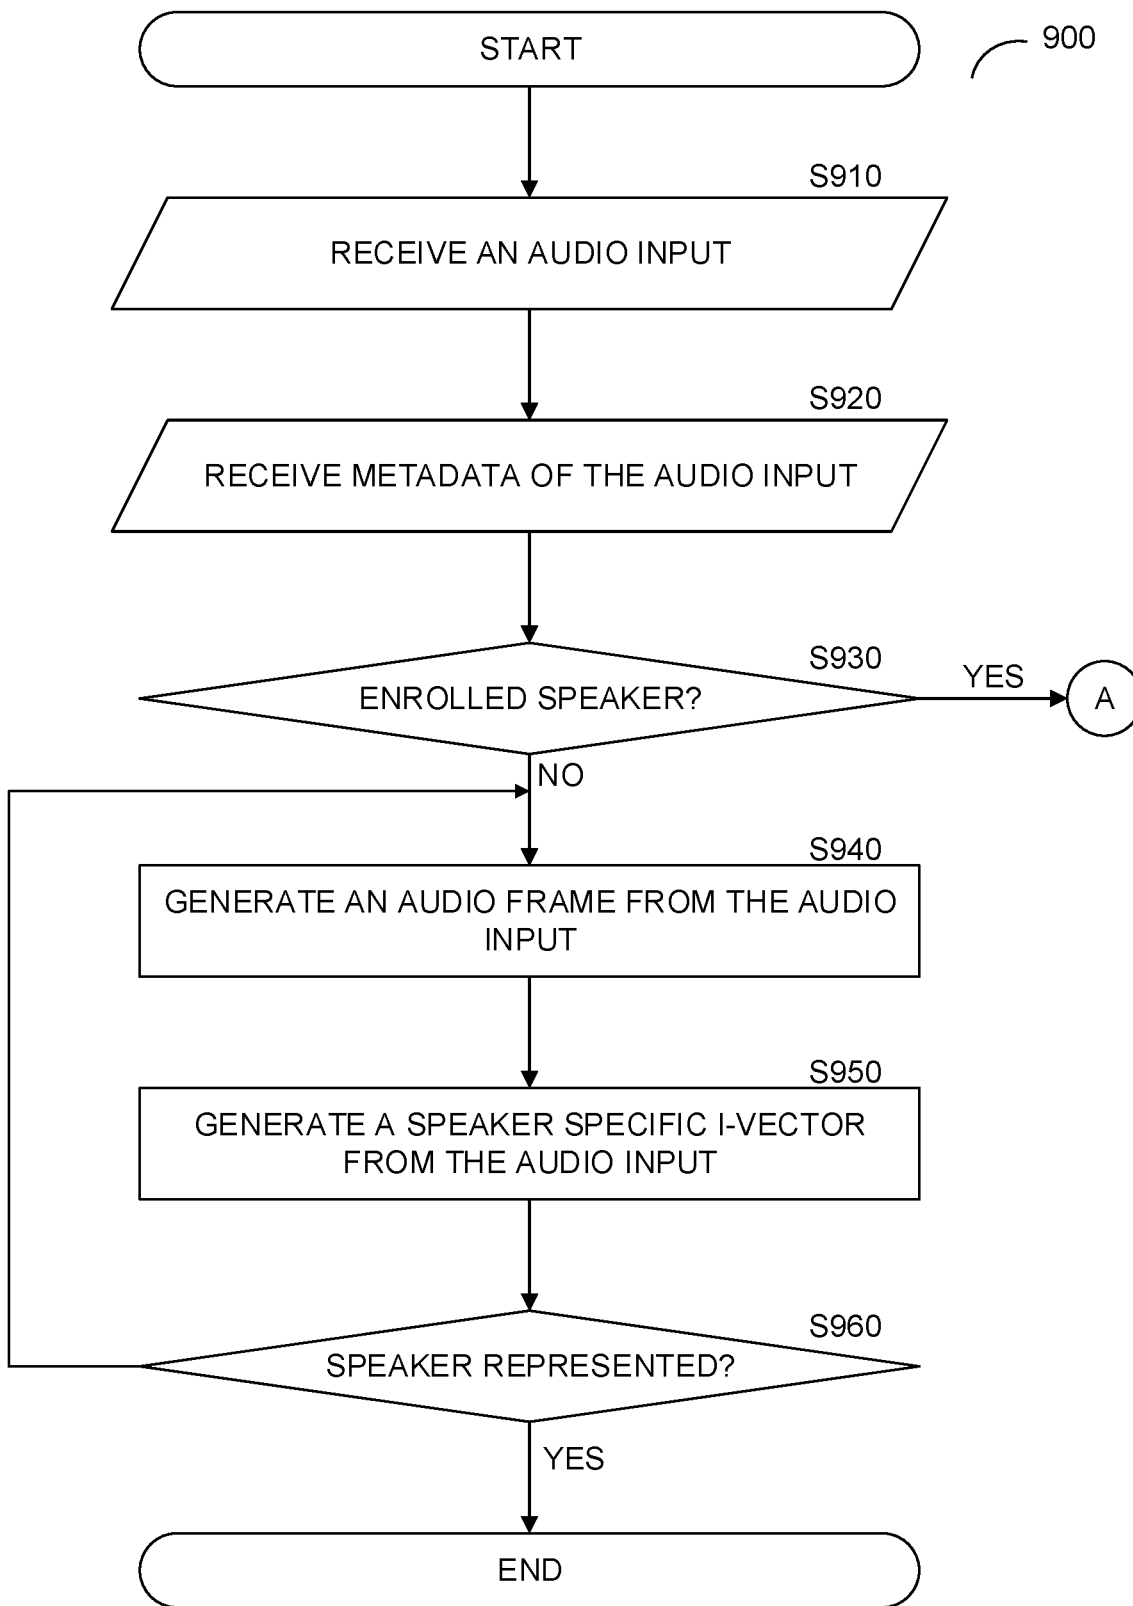 START
900
S910
RECEIVE AN AUDIO INPUT
S920
RECEIVE METADATA OF THE AUDIO INPUT
S930
ENROLLED SPEAKER?
YES
A
NO
S940
GENERATE AN AUDIO FRAME FROM THE AUDIO
INPUT
S950
GENERATE A SPEAKER SPECIFIC I-VECTOR
FROM THE AUDIO INPUT
S960
SPEAKER REPRESENTED?
YES
END